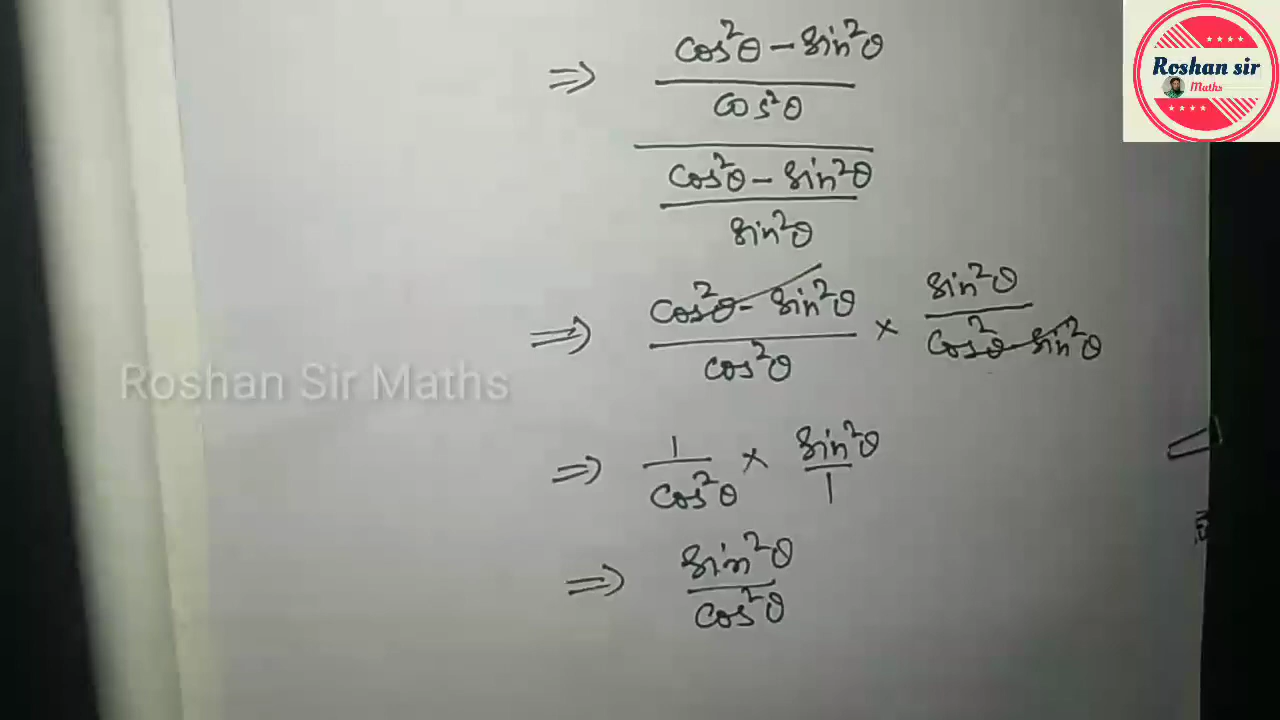 ⇒ cos²θ - sin²θ
cos²θ
cos²θ - sin²θ
sin²θ
⇒ cos²θ - sin²θ / cos²θ × sin²θ / cos²θ - sin²θ
⇒ 1 / cos²θ × sin²θ / 1
⇒ sin²θ / cos²θ
Roshan sir
Maths
Roshan Sir Maths